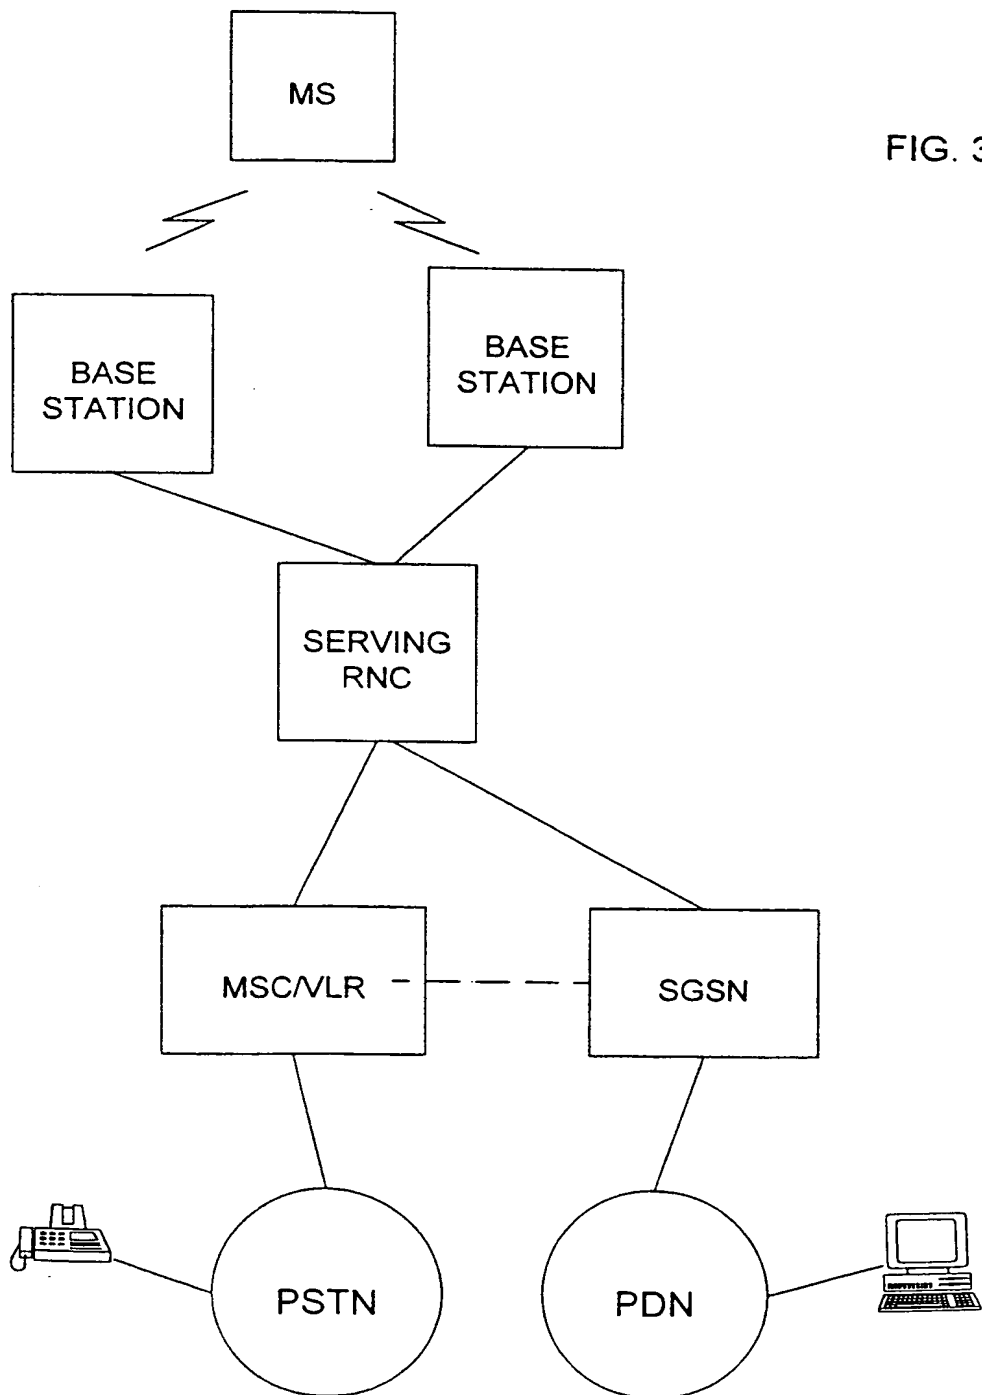 MS
FIG. 3
BASE
STATION
BASE
STATION
SERVING
RNC
MSC/VLR
SGSN
PSTN
PDN